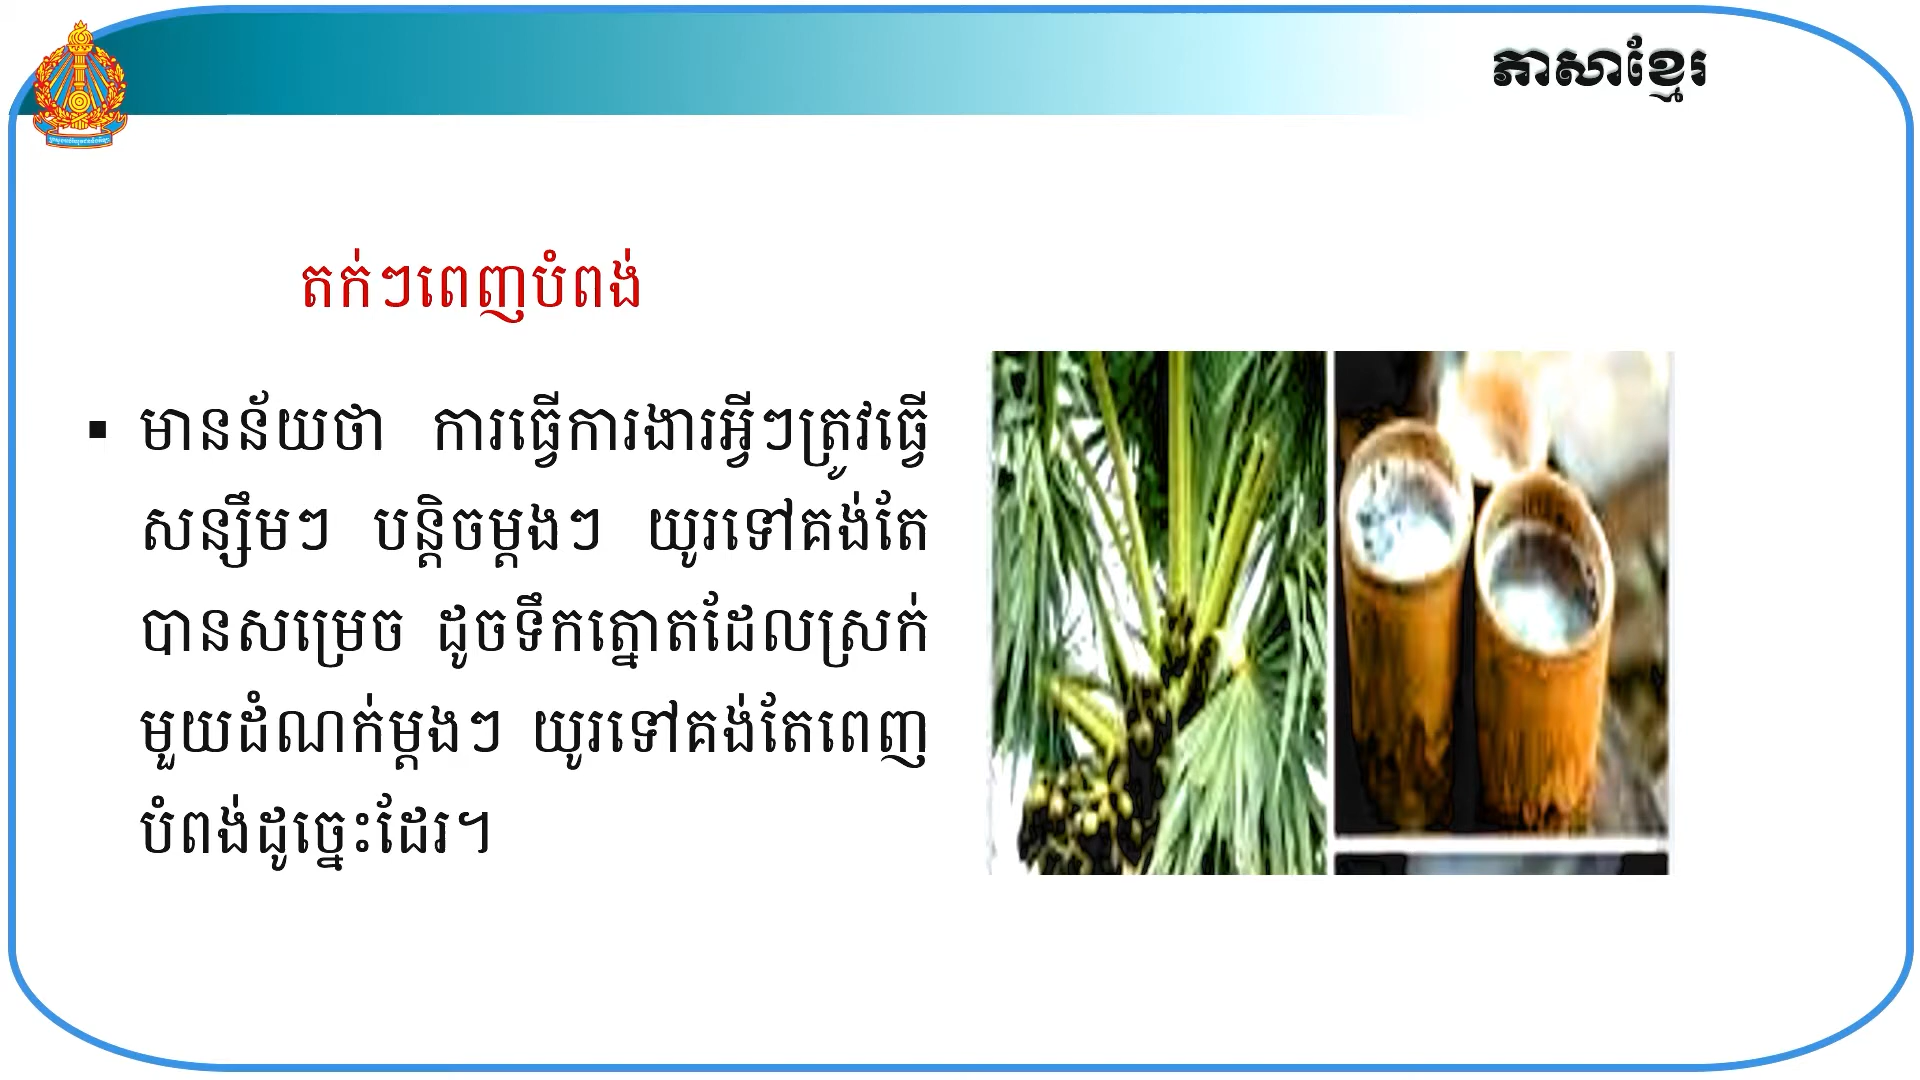 ភាសាខ្មែរ
តក់ៗពេញបំពង់
▪ មានន័យថា ការធ្វើការងារអ្វីៗត្រូវធ្វើ
សន្សឹមៗ បន្តិចម្ដងៗ យូរទៅគង់តែ
បានសម្រេច ដូចទឹកត្នោតដែលស្រក់
មួយដំណក់ម្ដងៗ យូរទៅគង់តែពេញ
បំពង់ដូច្នេះដែរ។